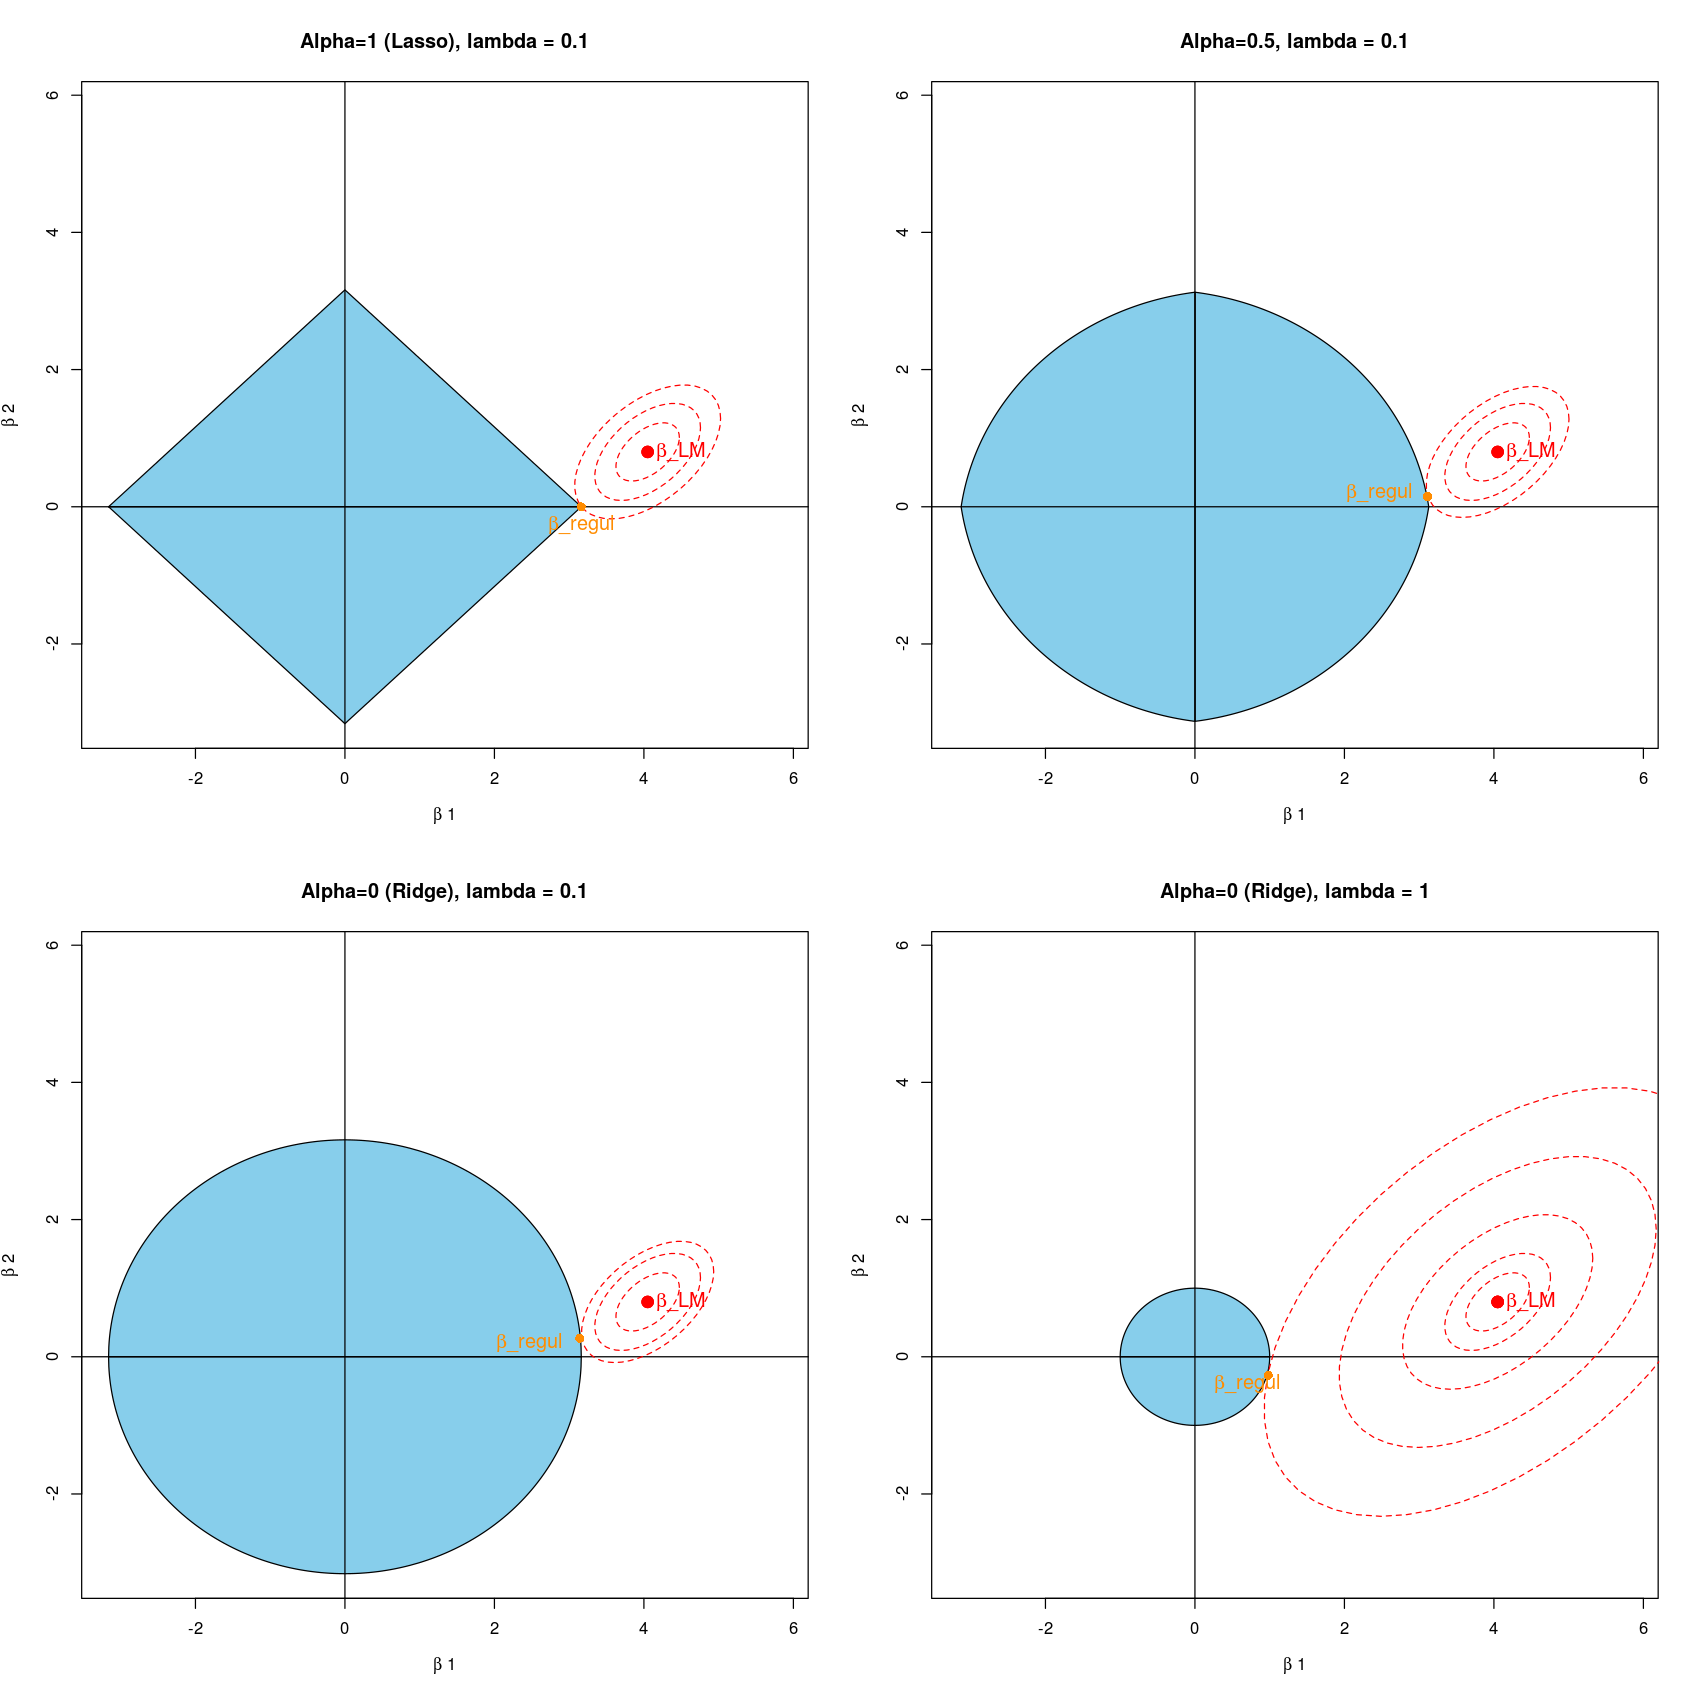 Alpha=1 (Lasso), lambda = 0.1
6
4
2
0
-2
β 2
β_LM
β_regul
-2
0
2
4
6
β 1
Alpha=0.5, lambda = 0.1
6
4
2
0
-2
β 2
β_LM
β_regul
-2
0
2
4
6
β 1
Alpha=0 (Ridge), lambda = 0.1
6
4
2
0
-2
β 2
β_LM
β_regul
-2
0
2
4
6
β 1
Alpha=0 (Ridge), lambda = 1
6
4
2
0
-2
β 2
β_LM
β_regul
-2
0
2
4
6
β 1